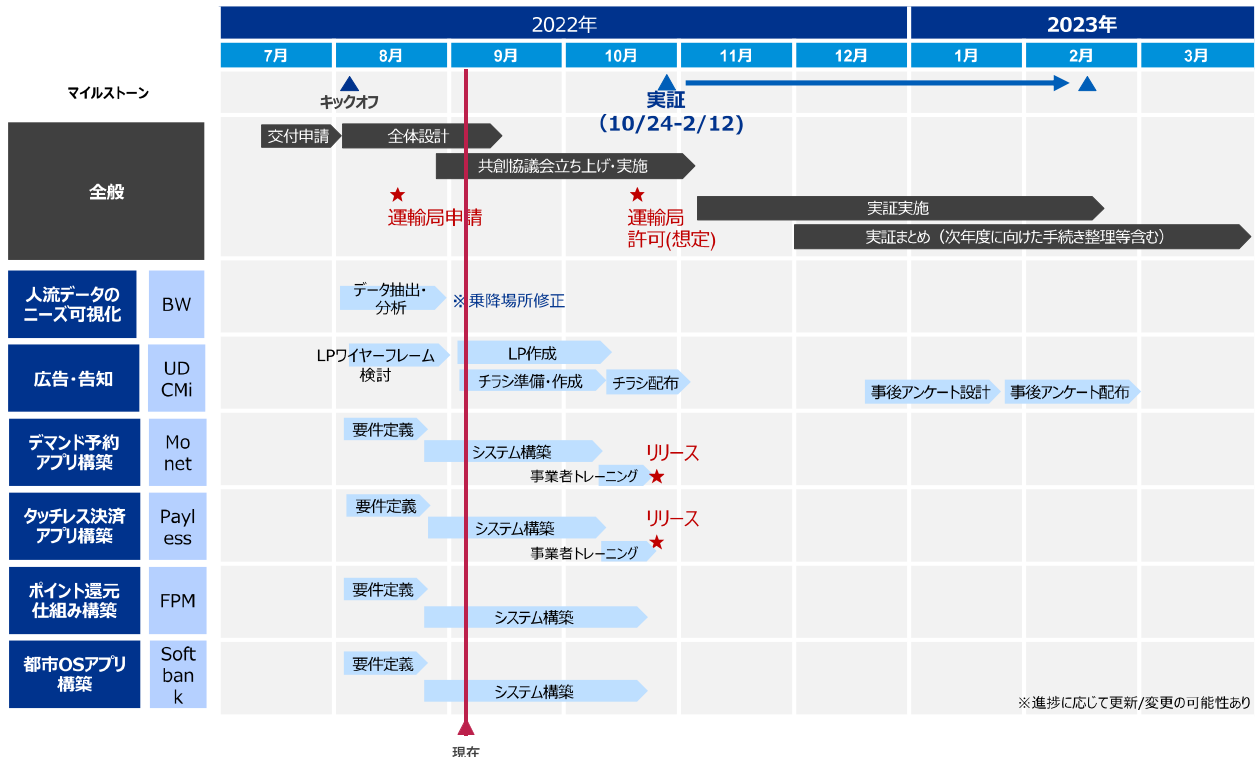 2022年
2023年
7月
8月
9月
10月
11月
12月
1月
2月
3月
マイルストーン
キックオフ
実証
（10/24-2/12)
全般
交付申請
全体設計
共創協議会立ち上げ・実施
運輸局申請
運輸局
許可(想定)
実証実施
実証まとめ（次年度に向けた手続き整理等含む）
人流データの
ニーズ可視化
BW
データ抽出・
分析
※乗降場所修正
広告・告知
UD
CMi
LPワイヤーフレーム
検討
LP作成
チラシ準備・作成
チラシ配布
事後アンケート設計
事後アンケート配布
デマンド予約
アプリ構築
Mo
net
要件定義
システム構築
事業者トレーニング
リリース
タッチレス決済
アプリ構築
Payl
ess
要件定義
システム構築
事業者トレーニング
リリース
ポイント還元
仕組み構築
FPM
要件定義
システム構築
都市OSアプリ
構築
Soft
ban
k
要件定義
システム構築
※進捗に応じて更新/変更の可能性あり
現在